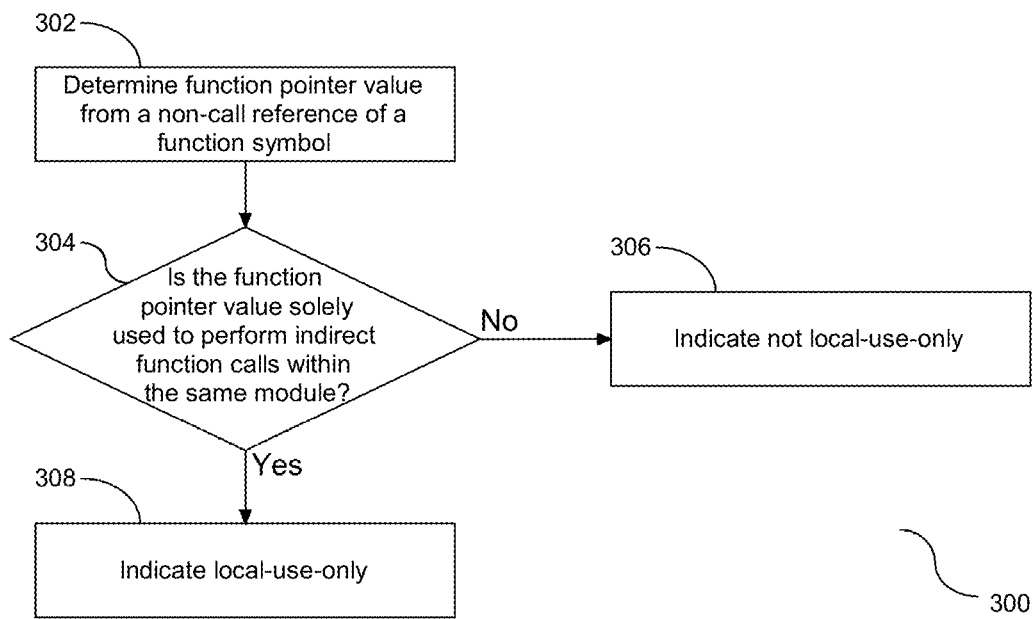 302
Determine function pointer value
from a non-call reference of a
function symbol
304
Is the function
pointer value solely
used to perform indirect
function calls within
the same module?
No
306
Indicate not local-use-only
Yes
308
Indicate local-use-only
300